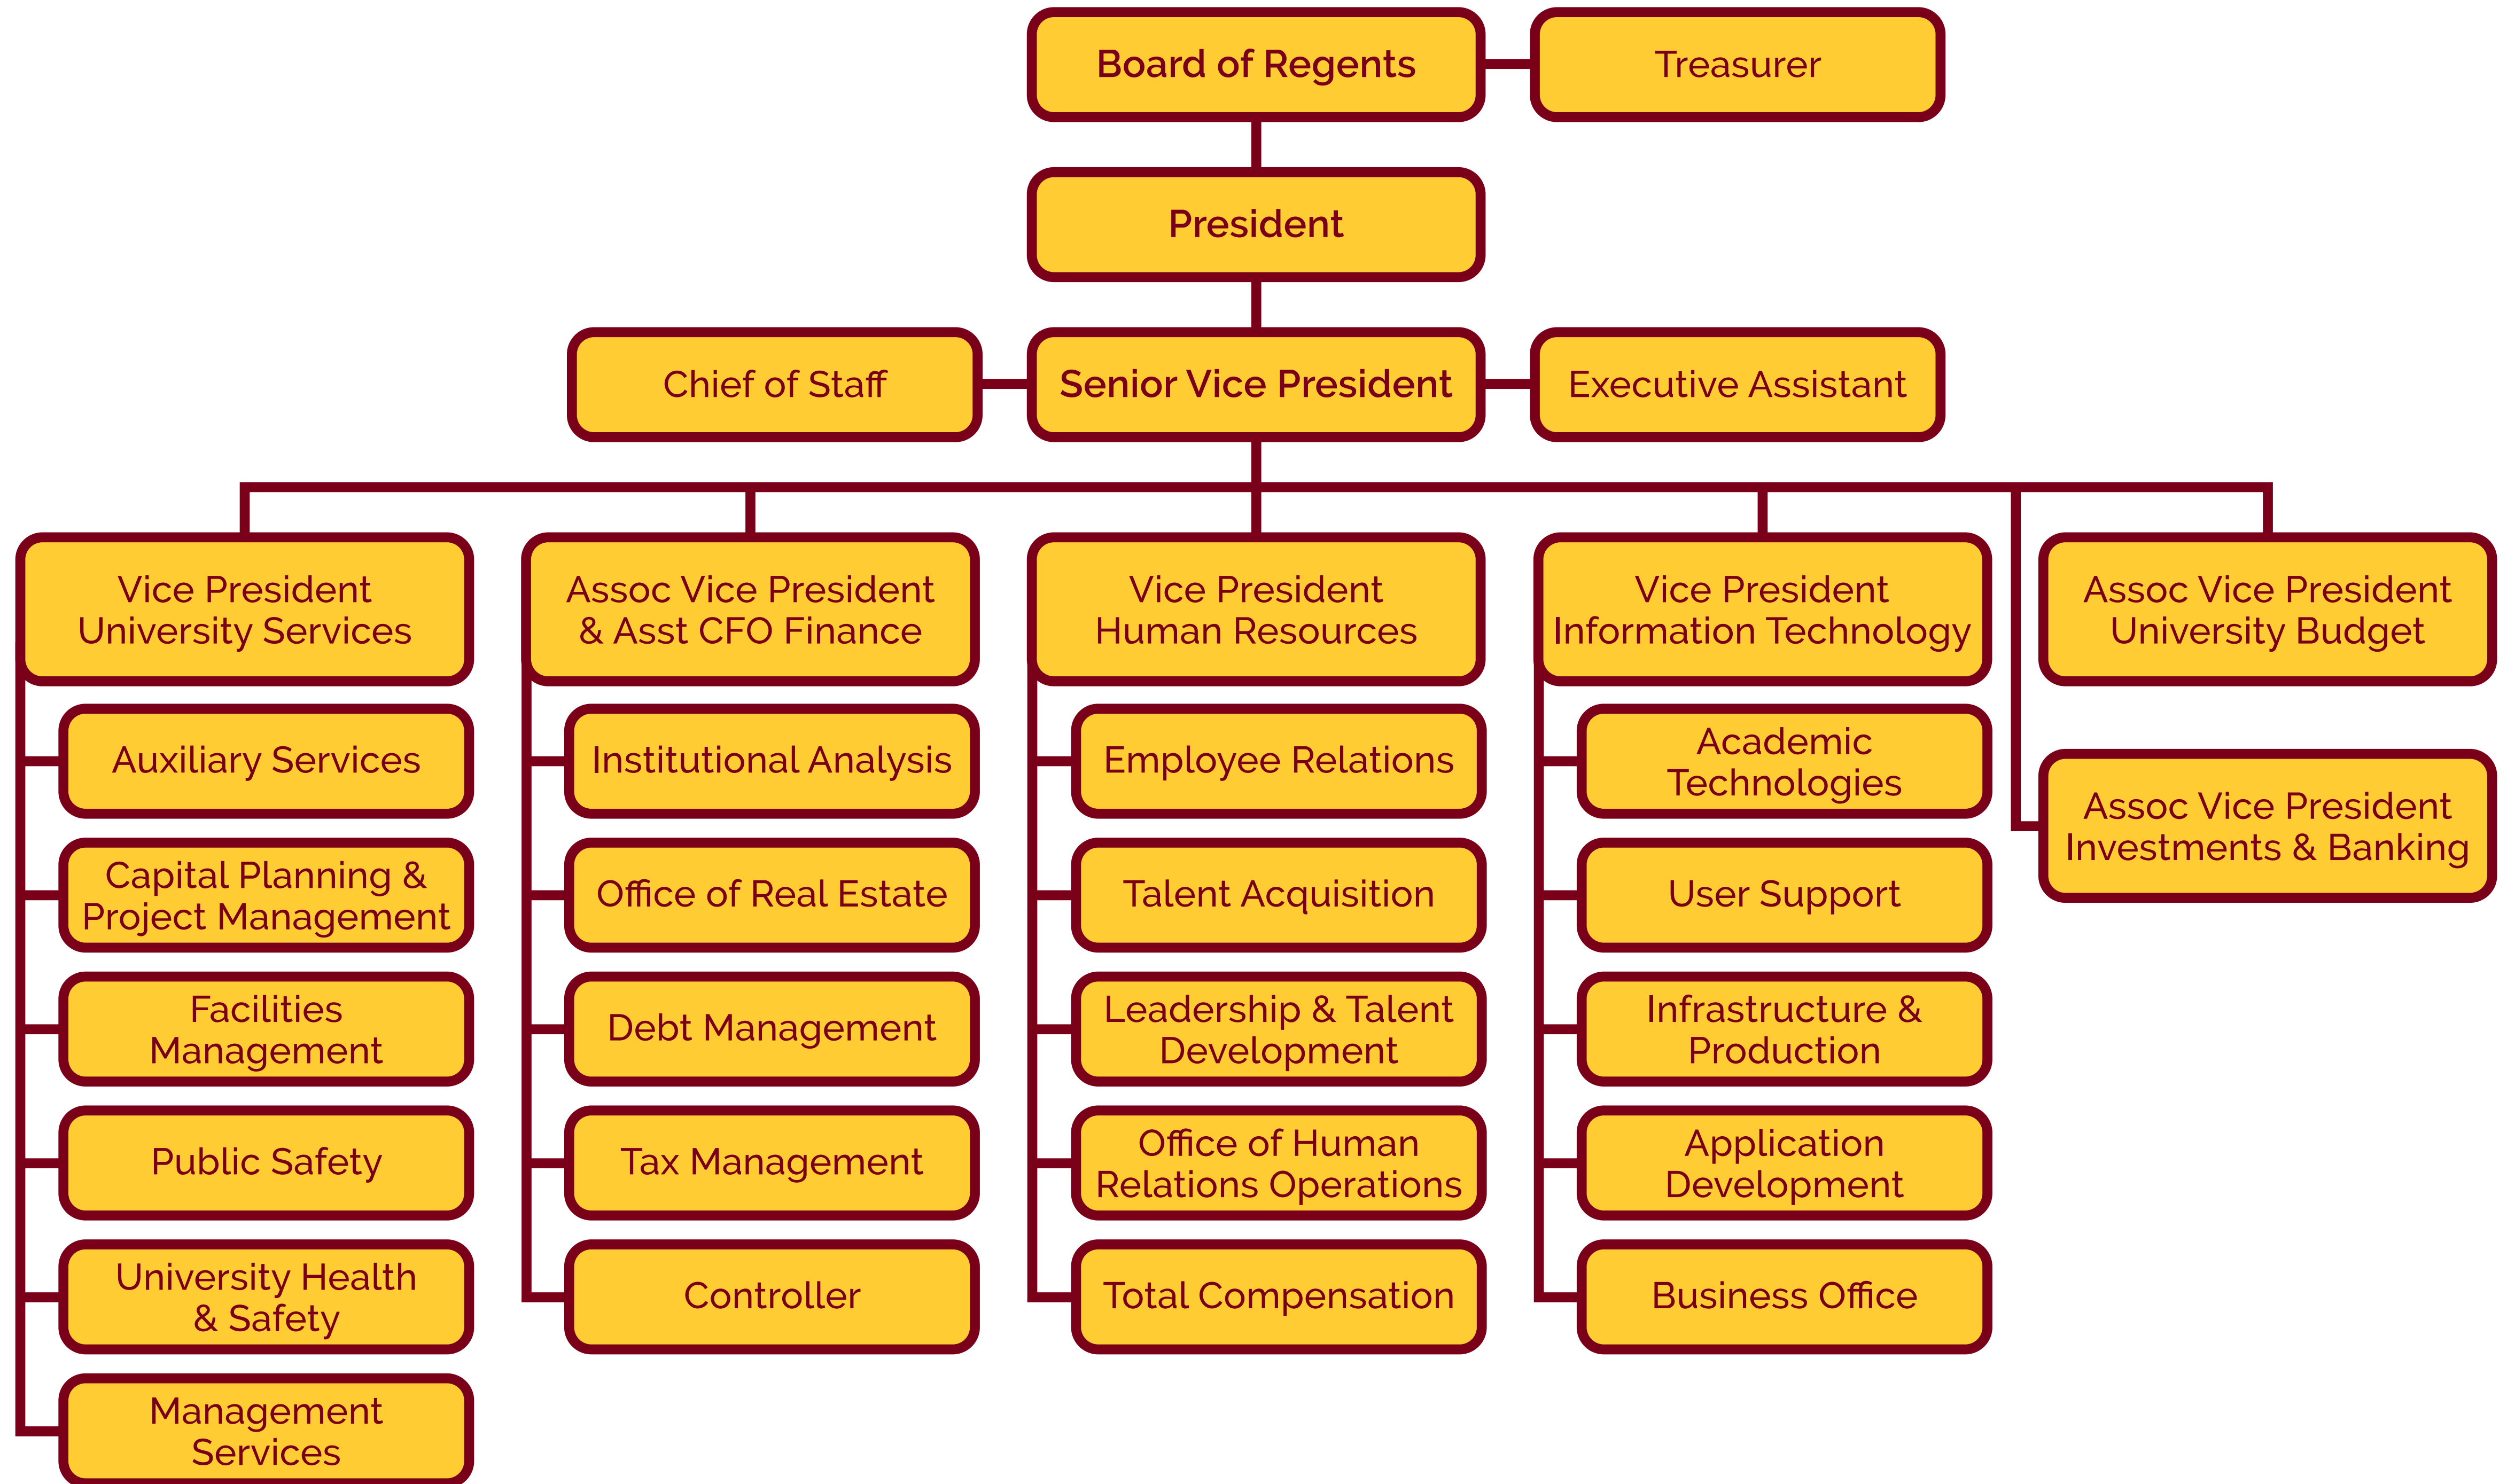 Board of Regents
Treasurer
President
Chief of Staff
Senior Vice President
Executive Assistant
Vice President
University Services
Assoc Vice President
& Asst CFO Finance
Vice President
Human Resources
Vice President
Information Technology
Assoc Vice President
University Budget
Auxiliary Services
Capital Planning &
Project Management
Facilities
Management
Public Safety
University Health
& Safety
Management
Services
Institutional Analysis
Office of Real Estate
Debt Management
Tax Management
Controller
Employee Relations
Talent Acquisition
Leadership & Talent
Development
Office of Human
Relations Operations
Total Compensation
Academic
Technologies
User Support
Infrastructure &
Production
Application
Development
Business Office
Assoc Vice President
Investments & Banking